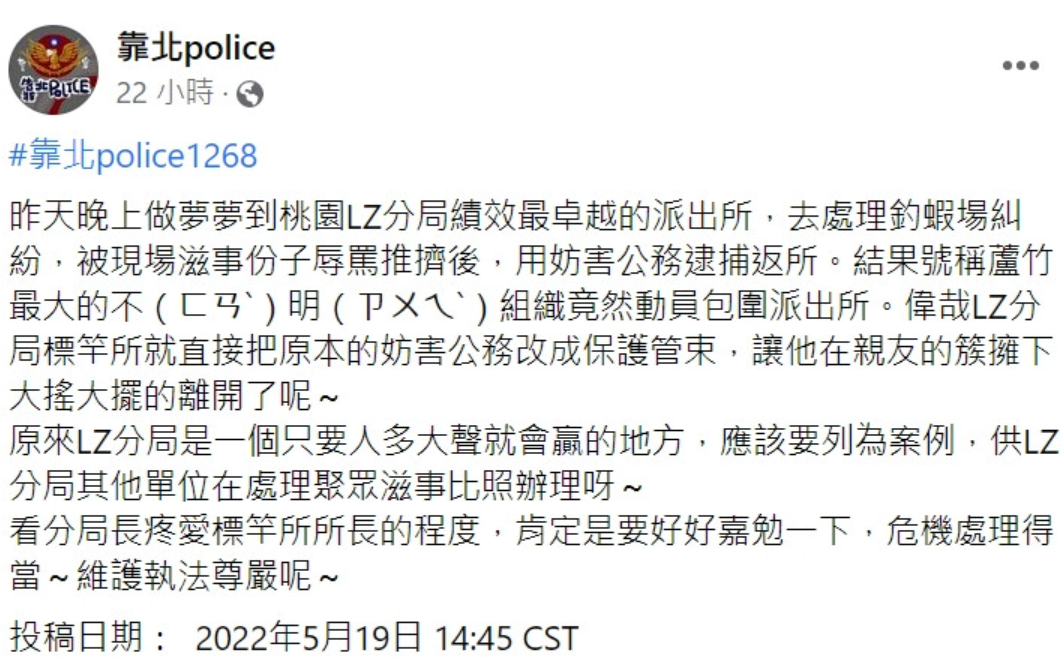 靠北police
22 小時 ·
靠北POLICE
#靠北police1268
昨天晚上做夢夢到桃園LZ分局績效最卓越的派出所，去處理釣蝦場糾
紛，被現場滋事份子辱罵推擠後，用妨害公務逮捕返所。結果號稱蘆竹
最大的不（ㄈㄢˋ）明（ㄗㄨㄟˋ）組織竟然動員包圍派出所。偉哉LZ分
局標竿所就直接把原本的妨害公務改成保護管束，讓他在親友的簇擁下
大搖大擺的離開了呢～
原來LZ分局是一個只要人多大聲就會贏的地方，應該要列為案例，供LZ
分局其他單位在處理聚眾滋事比照辦理呀～
看分局長疼愛標竿所所長的程度，肯定是要好好嘉勉一下，危機處理得
當～維護執法尊嚴呢～
投稿日期： 2022年5月19日 14:45 CST